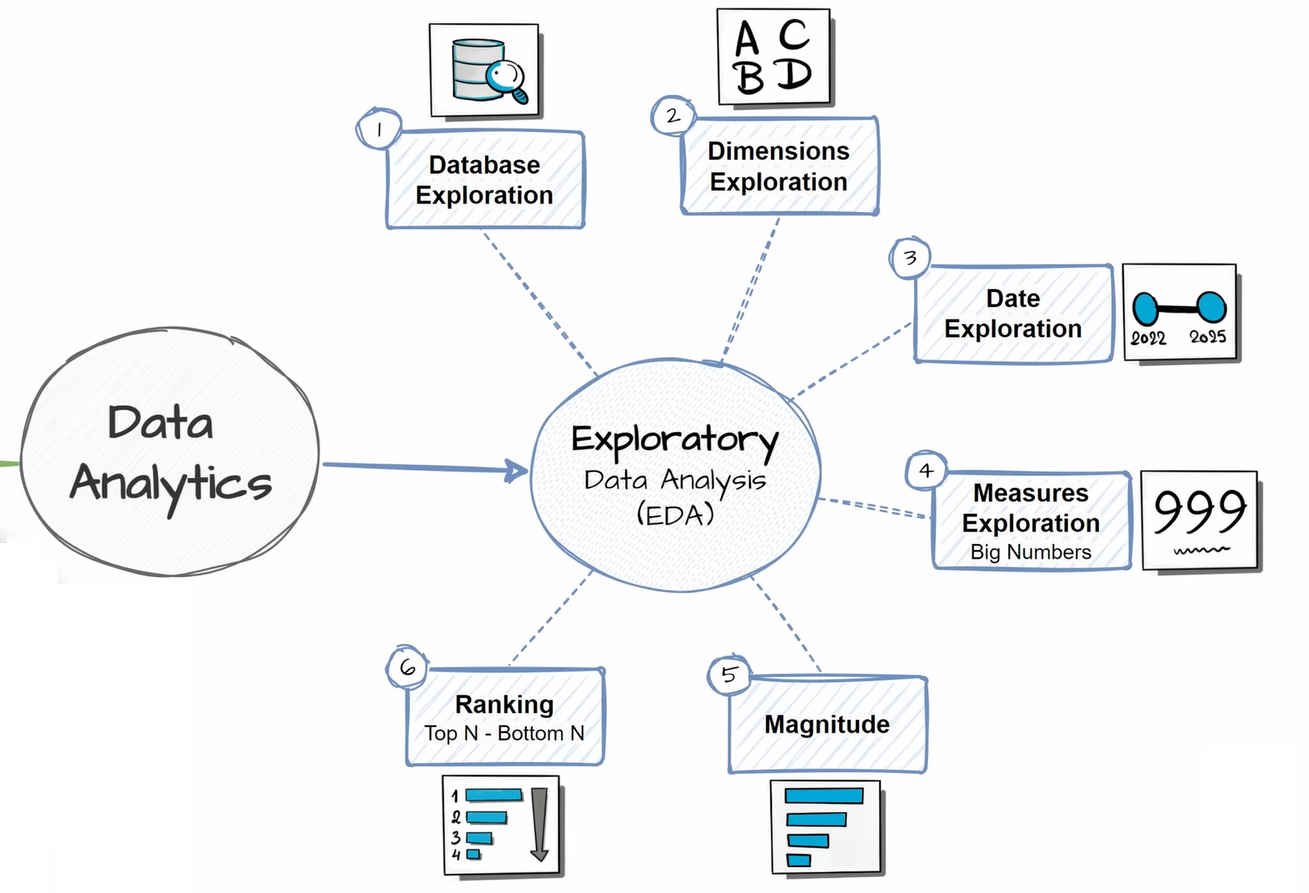 Data
Analytics
Exploratory
Data Analysis
(EDA)
1
Database
Exploration
2
A C
B D
Dimensions
Exploration
3
Date
Exploration
2022 2025
4
Measures
Exploration
Big Numbers
999
5
Magnitude
6
Ranking
Top N - Bottom N
1
2
3
4